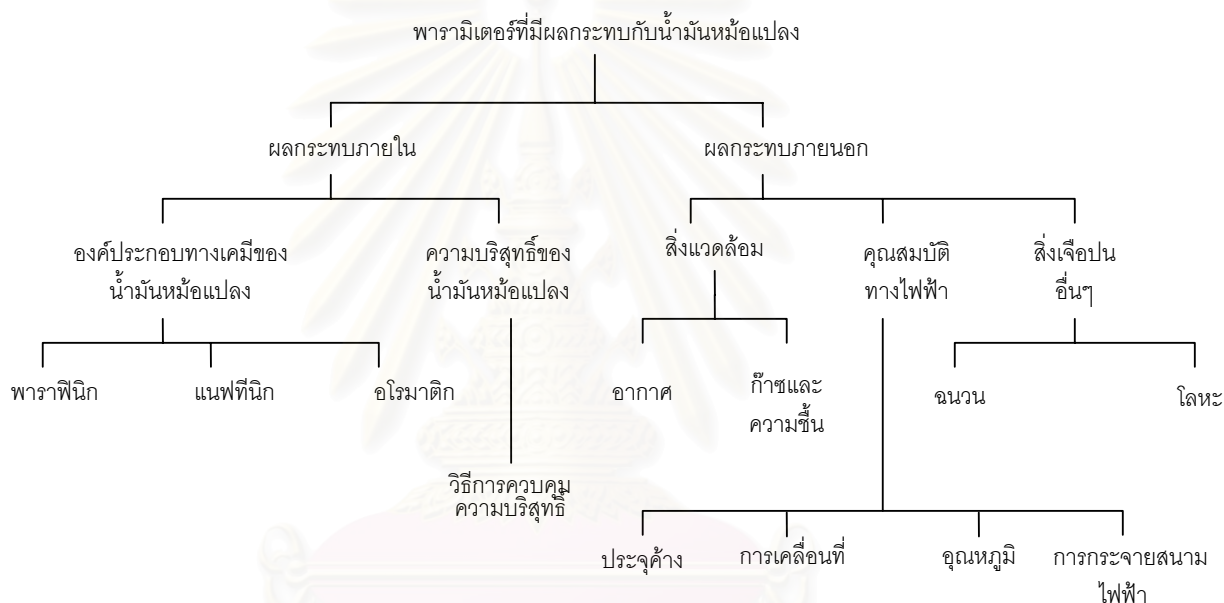 พารามิเตอร์ที่มีผลกระทบกับน้ำมันหม้อแปลง
ผลกระทบภายใน
ผลกระทบภายนอก
องค์ประกอบทางเคมีของ
น้ำมันหม้อแปลง
ความบริสุทธิ์ของ
น้ำมันหม้อแปลง
สิ่งแวดล้อม
คุณสมบัติ
ทางไฟฟ้า
สิ่งเจือปน
อื่นๆ
พาราฟินิก
แนฟทีนิก
อโรมาติก
อากาศ
ก๊าซและ
ความชื้น
ฉนวน
โลหะ
วิธีการควบคุม
ความบริสุทธิ์
ประจุค้าง
การเคลื่อนที่
อุณหภูมิ
การกระจายสนาม
ไฟฟ้า